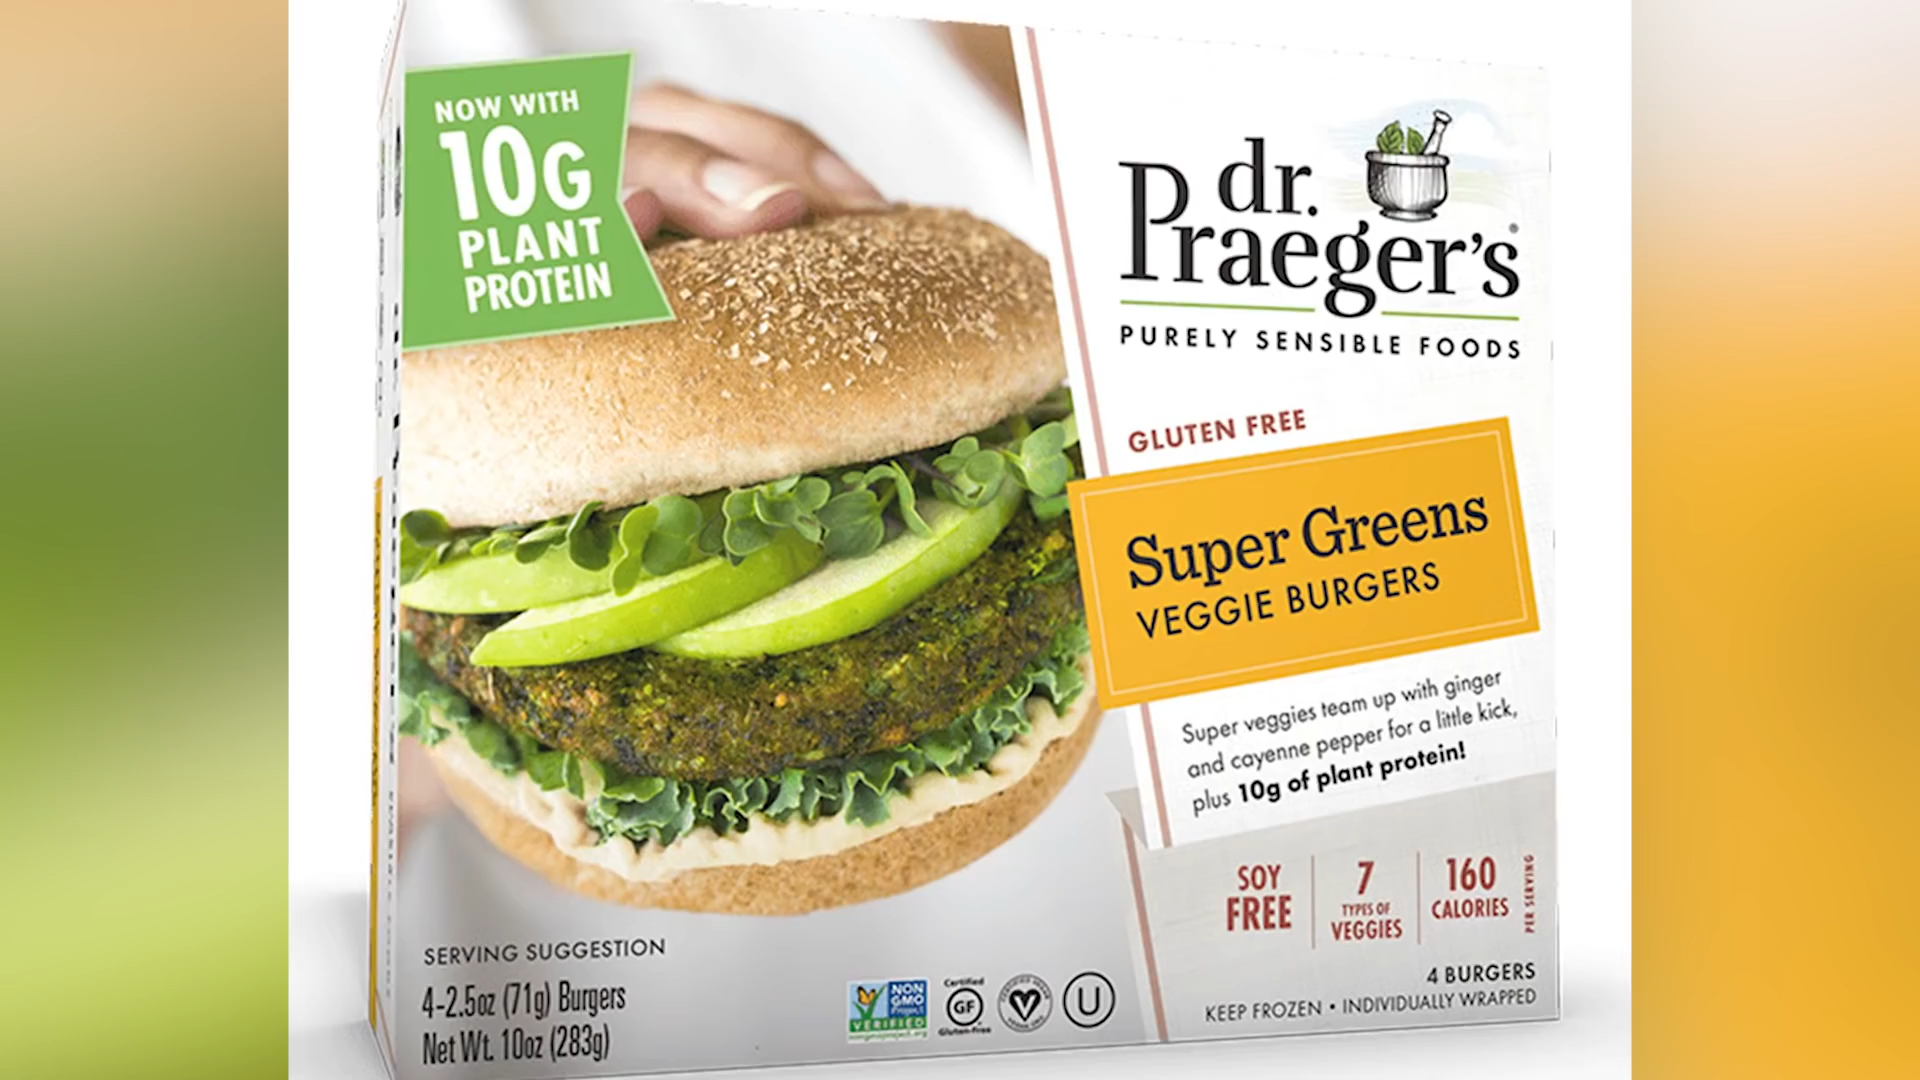 NOW WITH
10G
PLANT
PROTEIN
dr.
Praeger's®
PURELY SENSIBLE FOODS
GLUTEN FREE
Super Greens
VEGGIE BURGERS
Super veggies team up with ginger
and cayenne pepper for a little kick,
plus 10g of plant protein!
SOY
FREE
7
TYPES OF
VEGGIES
160
CALORIES
PER SERVING
4 BURGERS
KEEP FROZEN • INDIVIDUALLY WRAPPED
SERVING SUGGESTION
4-2.5oz (71g) Burgers
Net Wt. 10oz (283g)
NON
GMO
Project
VERIFIED
nongmoproject.org
Certified
GF
Gluten-Free
V
U